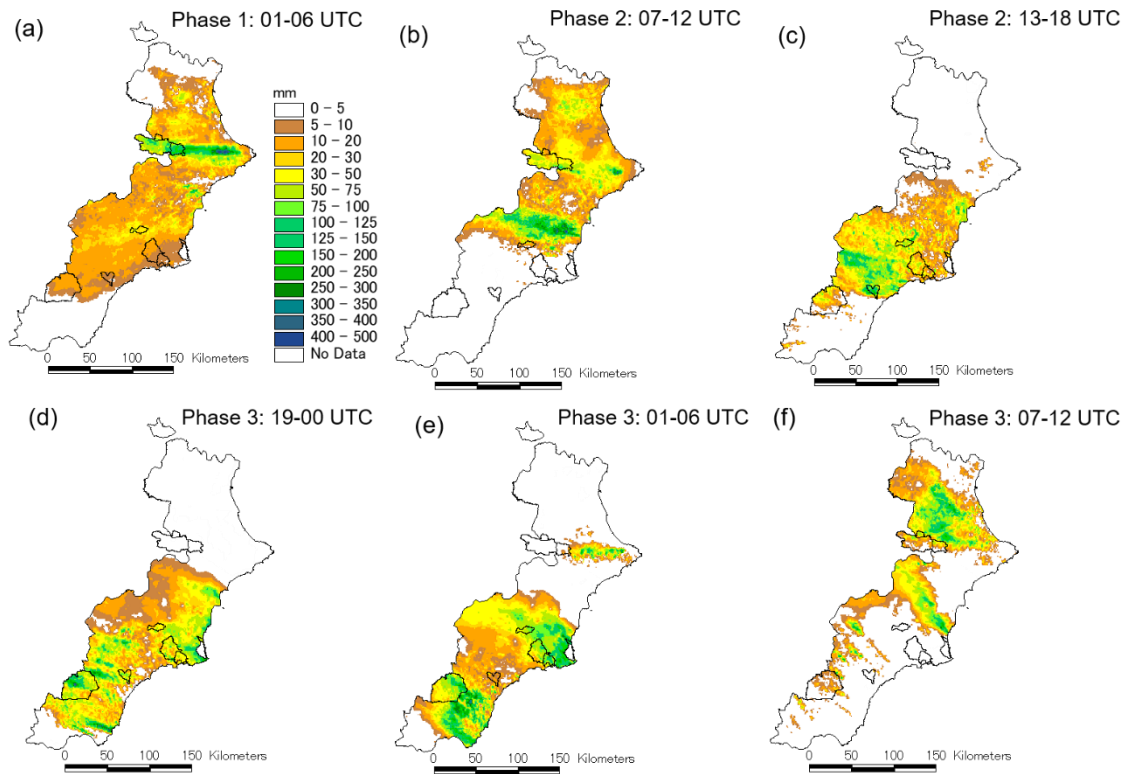 (a)
Phase 1: 01-06 UTC
(b)
Phase 2: 07-12 UTC
(c)
Phase 2: 13-18 UTC
mm
0 – 5
5 – 10
10 – 20
20 – 30
30 – 50
50 – 75
75 – 100
100 – 125
125 – 150
150 – 200
200 – 250
250 – 300
300 – 350
350 – 400
400 – 500
No Data
0 50 100 150 Kilometers
0 50 100 150 Kilometers
0 50 100 150 Kilometers
(d)
Phase 3: 19-00 UTC
(e)
Phase 3: 01-06 UTC
(f)
Phase 3: 07-12 UTC
0 50 100 150 Kilometers
0 50 100 150 Kilometers
0 50 100 150 Kilometers